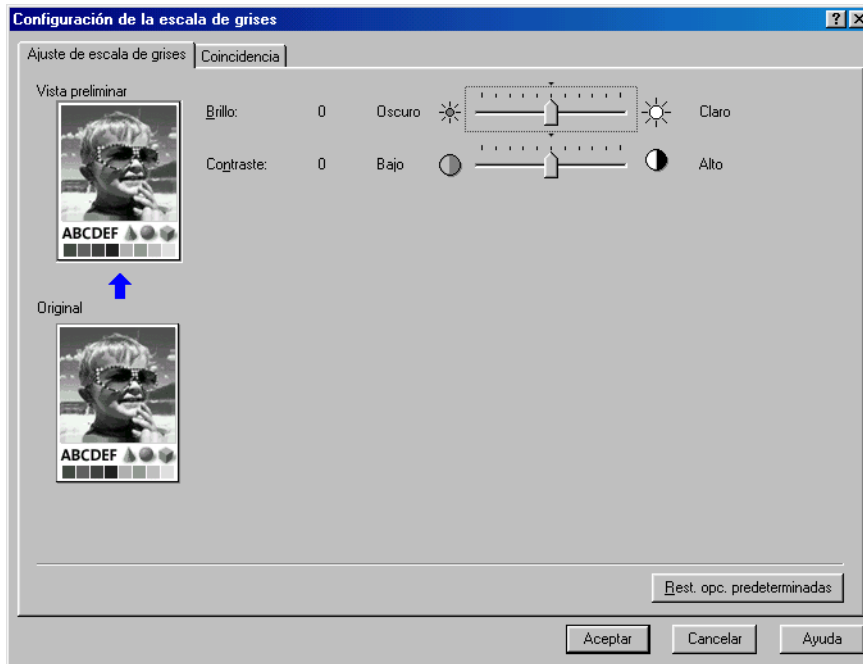 Configuración de la escala de grises
Ajuste de escala de grises Coincidencia
Vista preliminar
Brillo: 0 Oscuro Claro
Contraste: 0 Bajo Alto
ABCDEF
Original
ABCDEF
Rest. opc. predeterminadas
Aceptar Cancelar Ayuda